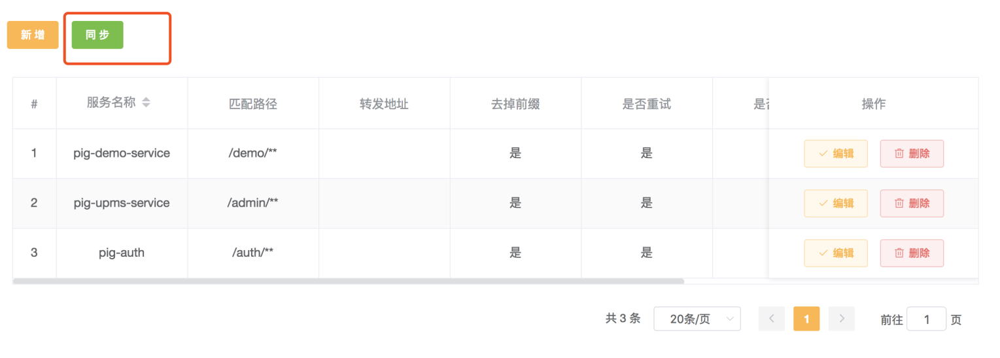 新增 同步
# 服务名称 匹配路径 转发地址 去掉前缀 是否重试 是 操作
1 pig-demo-service /demo/** 是 是 编辑 删除
2 pig-upms-service /admin/** 是 是 编辑 删除
3 pig-auth /auth/** 是 是 编辑 删除
共 3 条 20条/页 1 前往 1 页